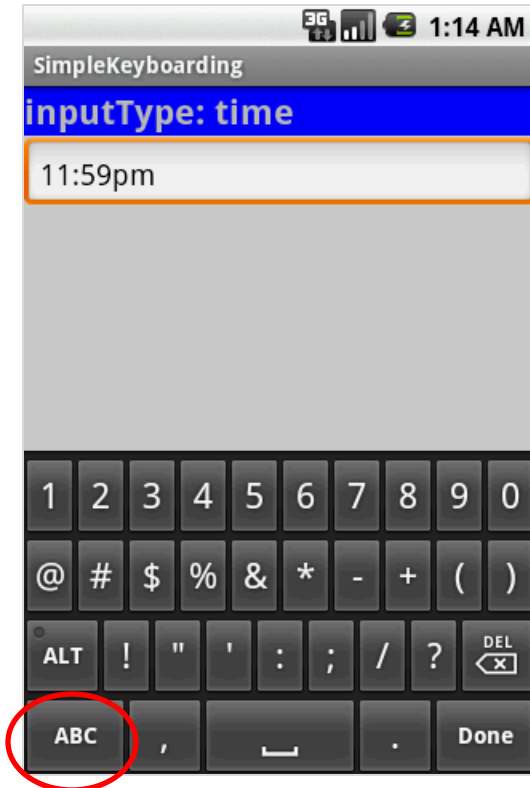 3G 1:14 AM
SimpleKeyboarding
inputType: time
11:59pm
1 2 3 4 5 6 7 8 9 0
@ # $ % & * - + ( )
ALT ! " ' : ; / ? DEL
ABC , . Done